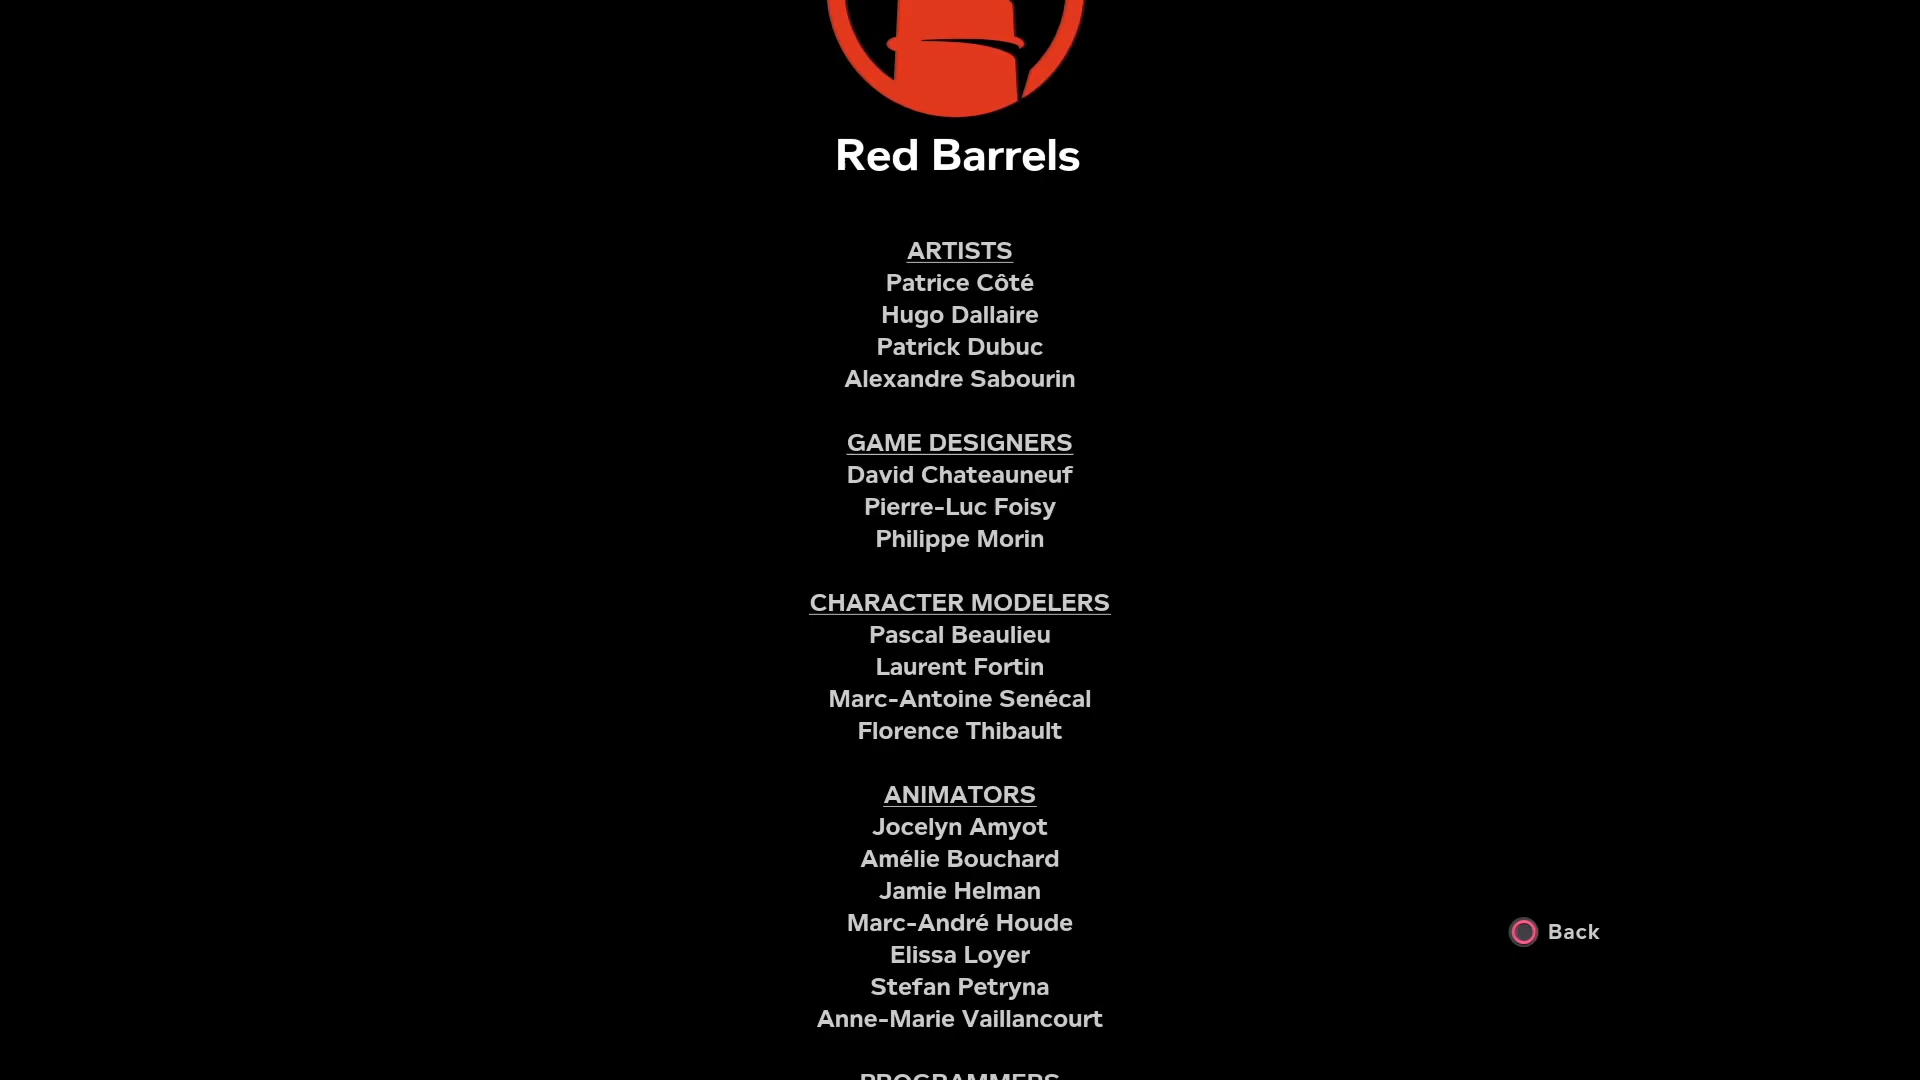 Red Barrels
ARTISTS
Patrice Côté
Hugo Dallaire
Patrick Dubuc
Alexandre Sabourin
GAME DESIGNERS
David Chateauneuf
Pierre-Luc Foisy
Philippe Morin
CHARACTER MODELERS
Pascal Beaulieu
Laurent Fortin
Marc-Antoine Senécal
Florence Thibault
ANIMATORS
Jocelyn Amyot
Amélie Bouchard
Jamie Helman
Marc-André Houde
Elissa Loyer
Stefan Petryna
Anne-Marie Vaillancourt
Back
PROGRAMMERS